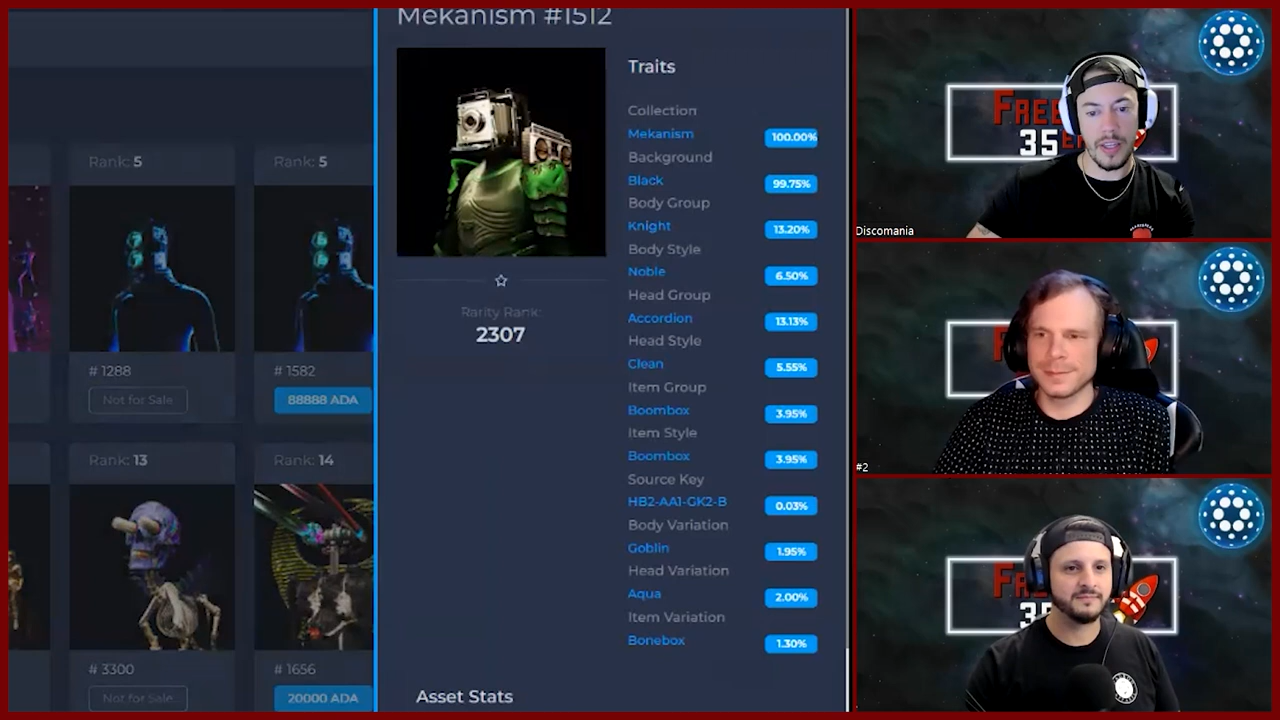 Mekanism #1512
Rank: 5
Rank: 5
# 1288
Not for Sale
# 1582
88888 ADA
Rank: 13
Rank: 14
# 3300
Not for Sale
# 1656
20000 ADA
Rarity Rank:
2307
Traits
Collection
Mekanism 100.00%
Background
Black 99.75%
Body Group
Knight 13.20%
Body Style
Noble 6.50%
Head Group
Accordion 13.13%
Head Style
Clean 5.55%
Item Group
Boombox 3.95%
Item Style
Boombox 3.95%
Source Key
HB2-AA1-GK2-B 0.03%
Body Variation
Goblin 1.95%
Head Variation
Aqua 2.00%
Item Variation
Bonebox 1.30%
Asset Stats
35
Discomania
#2